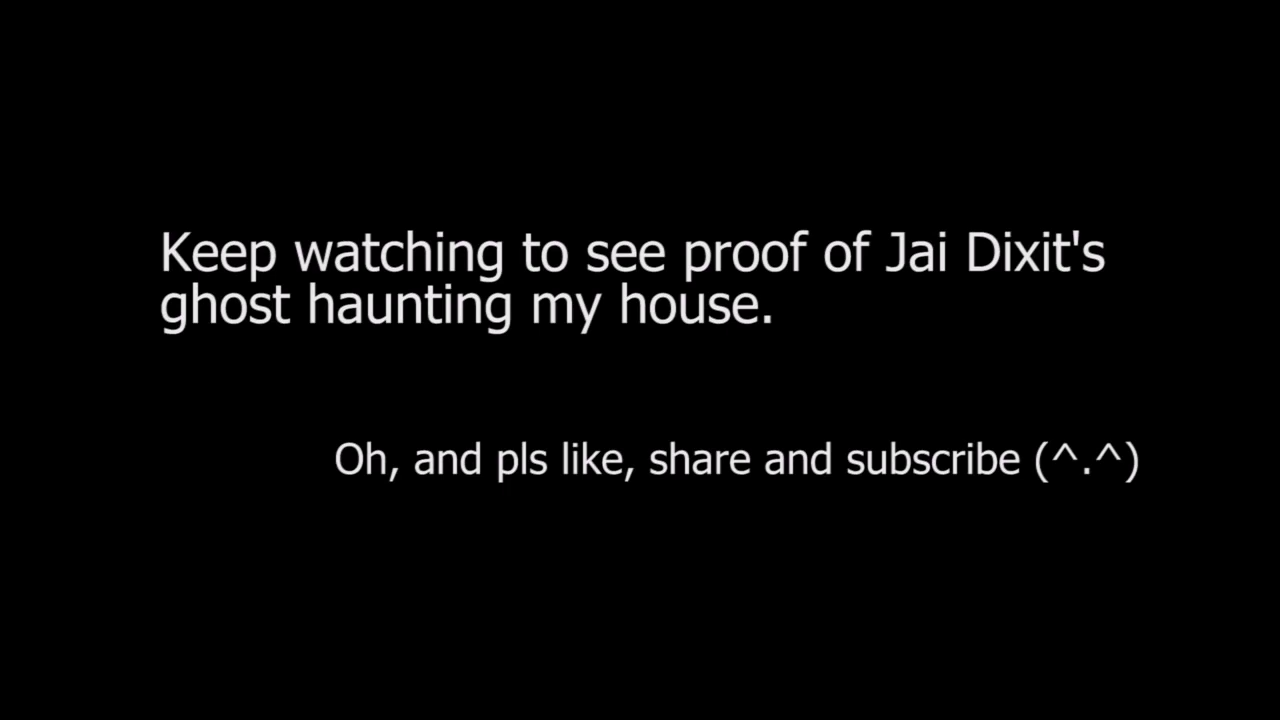 Keep watching to see proof of Jai Dixit's
ghost haunting my house.
Oh, and pls like, share and subscribe (^.^)